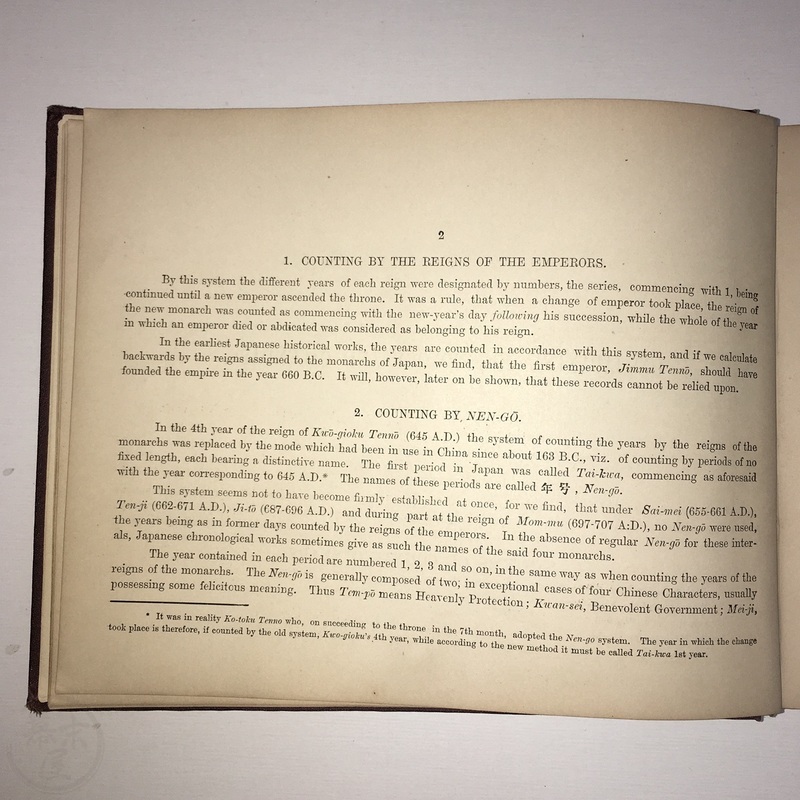 2
1. COUNTING BY THE REIGNS OF THE EMPERORS.
By this system the different years of each reign were designated by numbers, the series, commencing with 1, being
continued until a new emperor ascended the throne. It was a rule, that when a change of emperor took place, the reign of
the new monarch was counted as commencing with the new-year's day following his succession, while the whole of the year
in which an emperor died or abdicated was considered as belonging to his reign.
In the earliest Japanese historical works, the years are counted in accordance with this system, and if we calculate
backwards by the reigns assigned to the monarchs of Japan, we find, that the first emperor, Jimmu Tennō, should have
founded the empire in the year 660 B.C. It will, however, later on be shown, that these records cannot be relied upon.
2. COUNTING BY NEN-GŌ.
In the 4th year of the reign of Kwō-gioku Tennō (645 A.D.) the system of counting the years by the reigns of the
monarchs was replaced by the mode which had been in use in China since about 163 B.C., viz. of counting by periods of no
fixed length, each bearing a distinctive name. The first period in Japan was called Tai-kwa, commencing as aforesaid
with the year corresponding to 645 A.D.* The names of these periods are called 年号, Nen-gō.
This system seems not to have become firmly established at once, for we find, that under Sai-mei (655-661 A.D.),
Ten-ji (662-671 A.D.), Ji-tō (687-696 A.D.) and during part at the reign of Mom-mu (697-707 A:D.), no Nen-gō were used,
the years being as in former days counted by the reigns of the emperors. In the absence of regular Nen-gō for these inter-
als, Japanese chronological works sometimes give as such the names of the said four monarchs.
The year contained in each period are numbered 1, 2, 3 and so on, in the same way as when counting the years of the
reigns of the monarchs. The Nen-gō is generally composed of two, in exceptional cases of four Chinese Characters, usually
possessing some felicitous meaning. Thus Tem-pō means Heavenly Protection; Kwan-sei, Benevolent Government; Mei-ji,
* It was in reality Ko-toku Tenno who, on succeeding to the throne in the 7th month, adopted the Nen-go system. The year in which the change
took place is therefore, if counted by the old system, Kwo-gioku's 4th year, while according to the new method it must be called Tai-kwa 1st year.